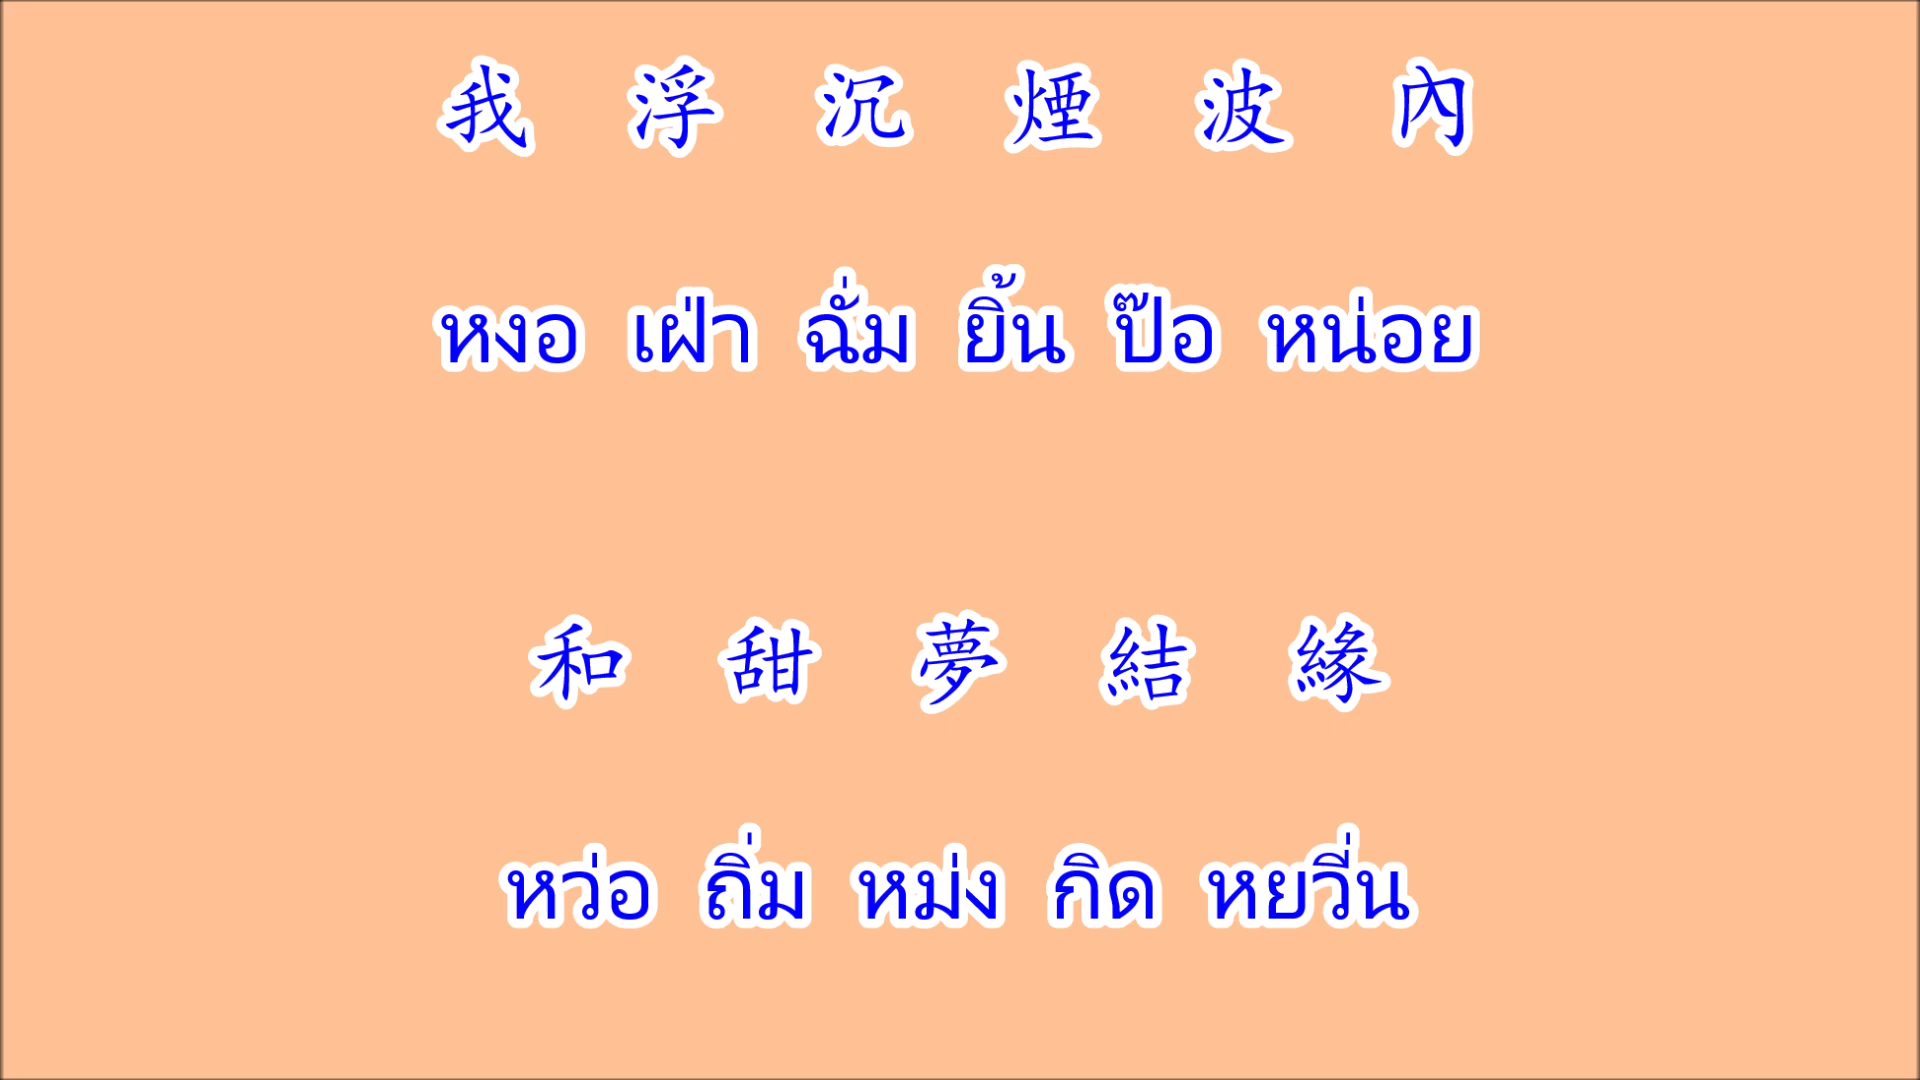 我 浮 沉 煙 波 內
หงอ เฝ่า ฉั่ม ยิ้น ป๊อ หน่อย
和 甜 夢 結 緣
หว่อ ถิ่ม หม่ง กิด หยวี่น